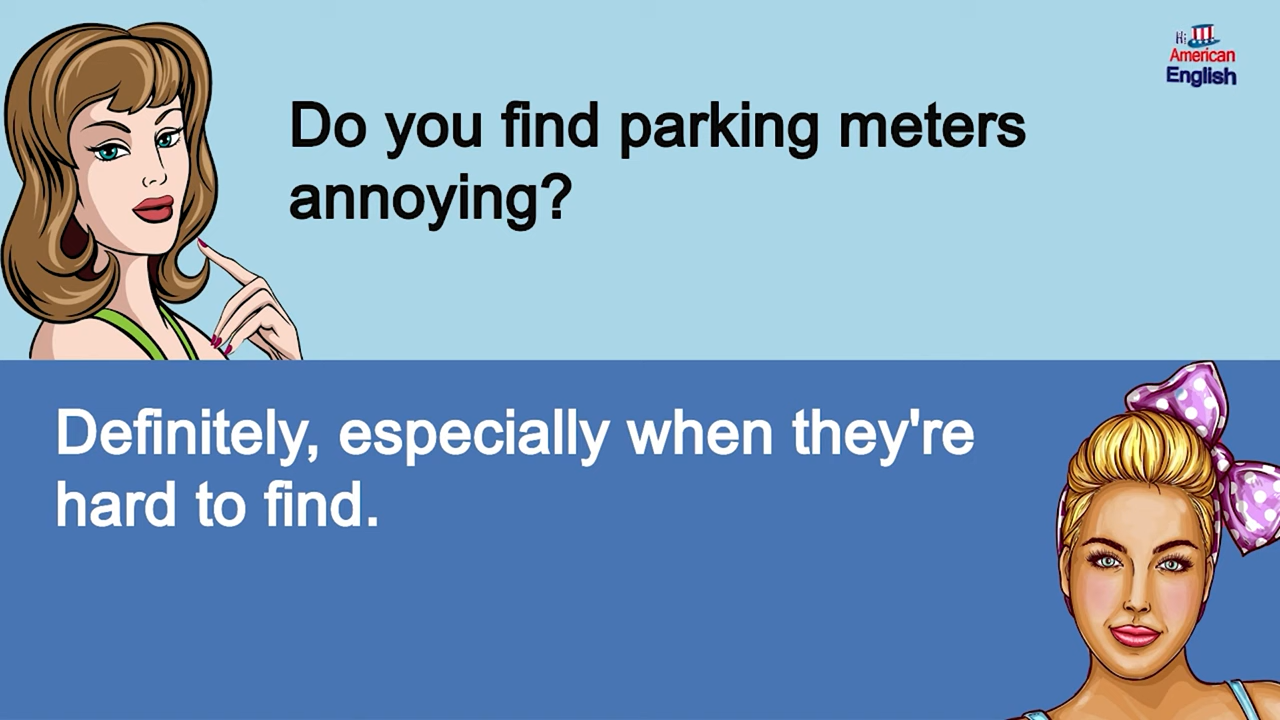 Hi
American
English
Do you find parking meters
annoying?
Definitely, especially when they're
hard to find.